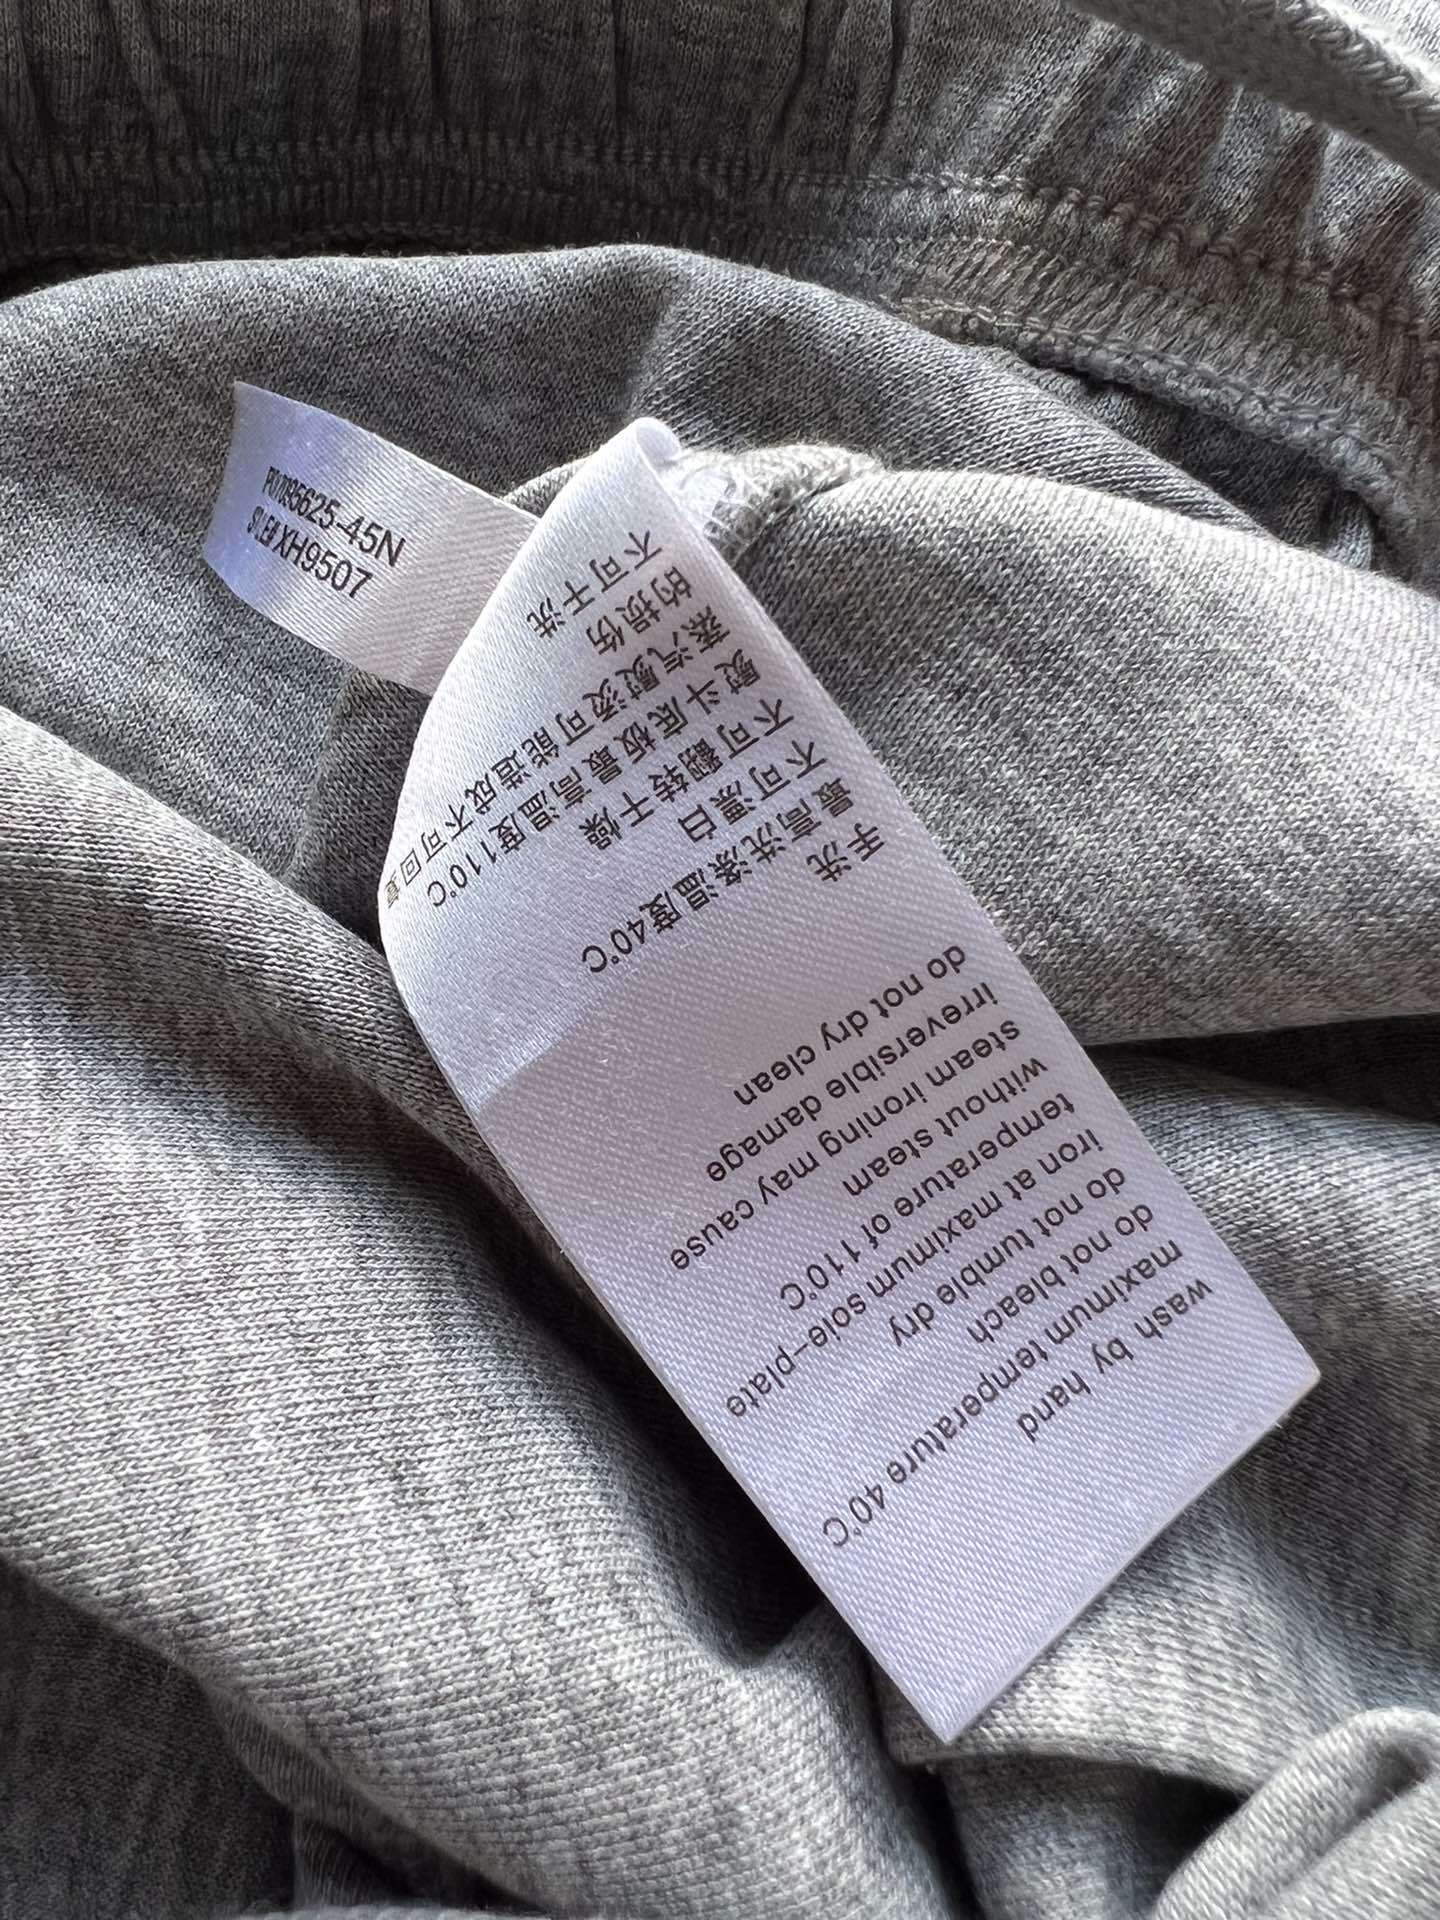 wash by hand
maximum temperature 40℃
do not bleach
do not tumble dry
iron at maximum soie-plate
temperature of 110℃
without steam
steam ironing may cause
irreversible damage
do not dry clean
手洗
最高洗涤温度40℃
不可漂白
不可翻转干燥
熨斗底板最高温度110℃
蒸汽熨烫可能造成不可回复
的损伤
不可干洗
XH9507